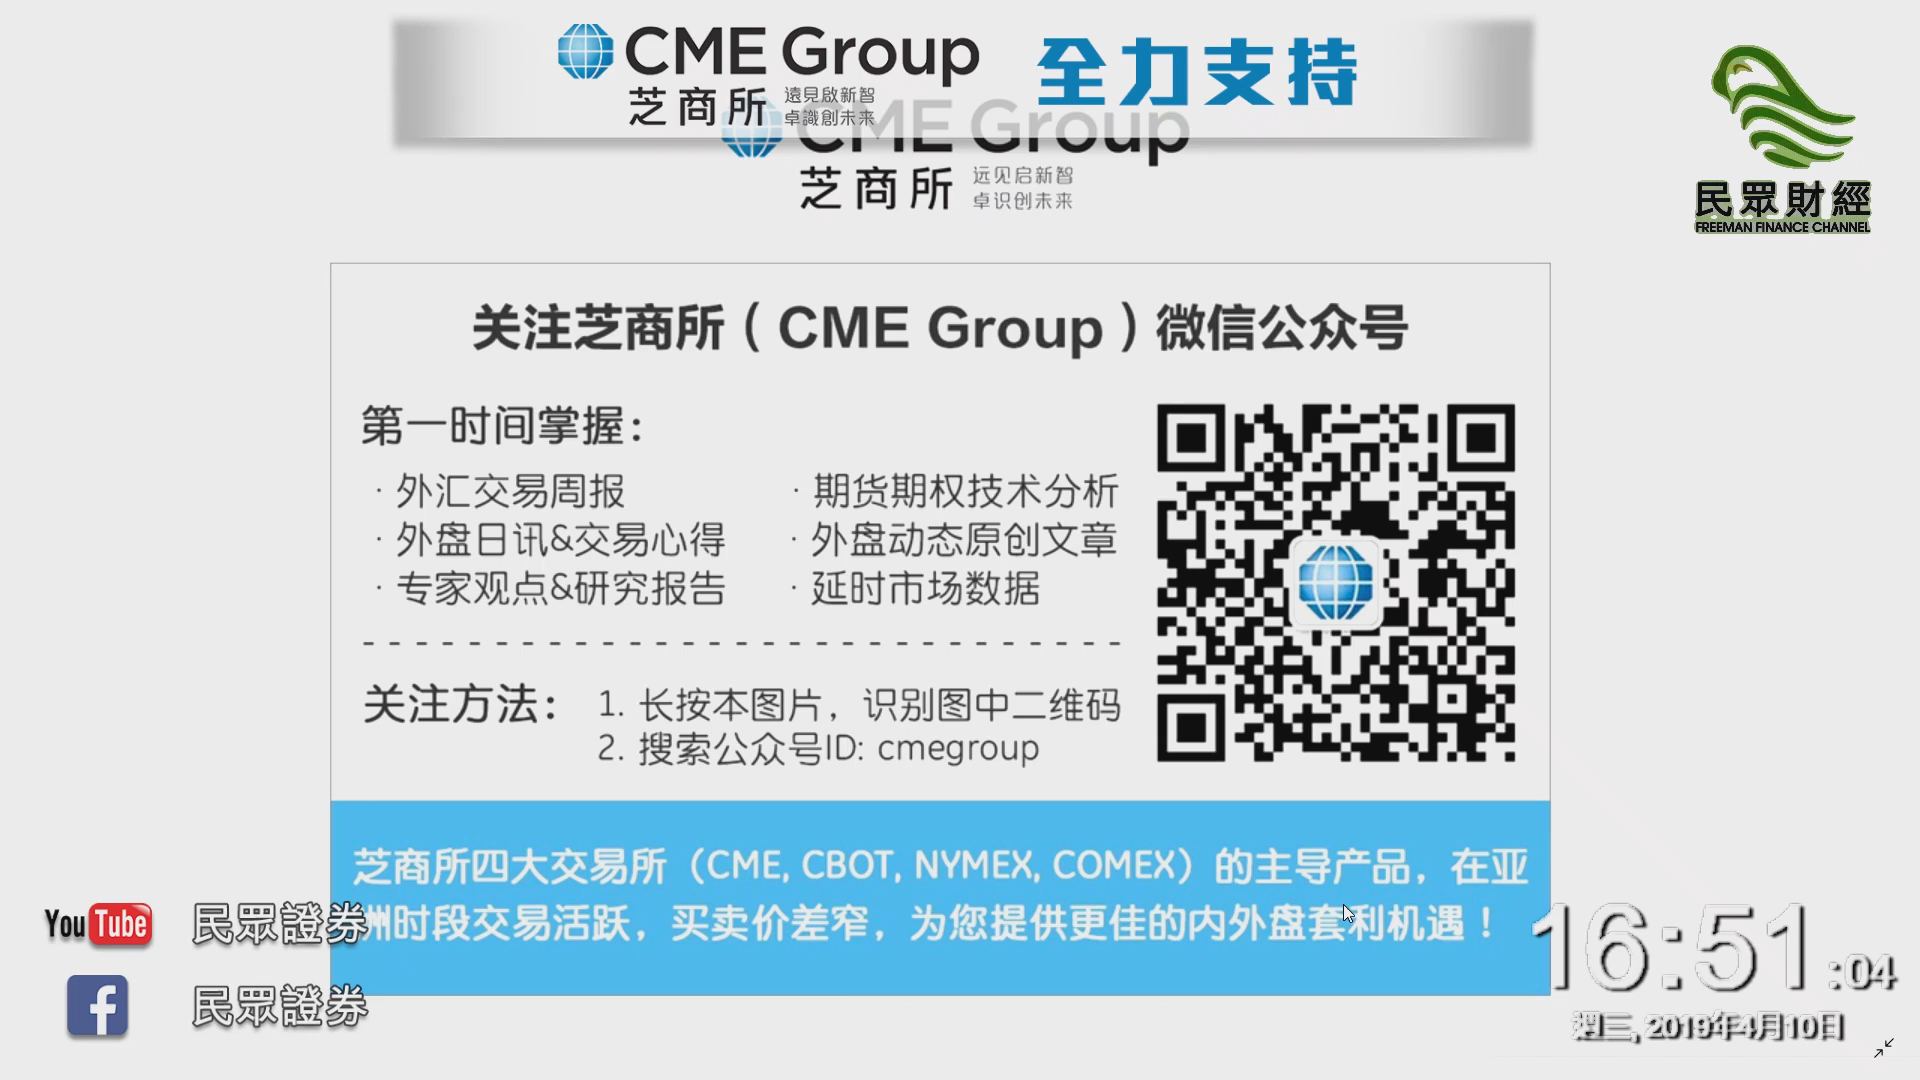 CME Group 全力支持
芝商所 遠見啟新智
卓識創未来
CME Group
芝商所 远见启新智
卓识创未来
民眾財經
FREEMAN FINANCE CHANNEL
关注芝商所（CME Group）微信公众号
第一时间掌握：
· 外汇交易周报
· 期货期权技术分析
· 外盘日讯&交易心得
· 外盘动态原创文章
· 专家观点&研究报告
· 延时市场数据
关注方法：
1. 长按本图片，识别图中二维码
2. 搜索公众号ID: cmegroup
芝商所四大交易所（CME, CBOT, NYMEX, COMEX）的主导产品，在亚
洲时段交易活跃，买卖价差窄，为您提供更佳的内外盘套利机遇！
YouTube 民眾證券
f 民眾證券
16:51:04
週三, 2019年4月10日